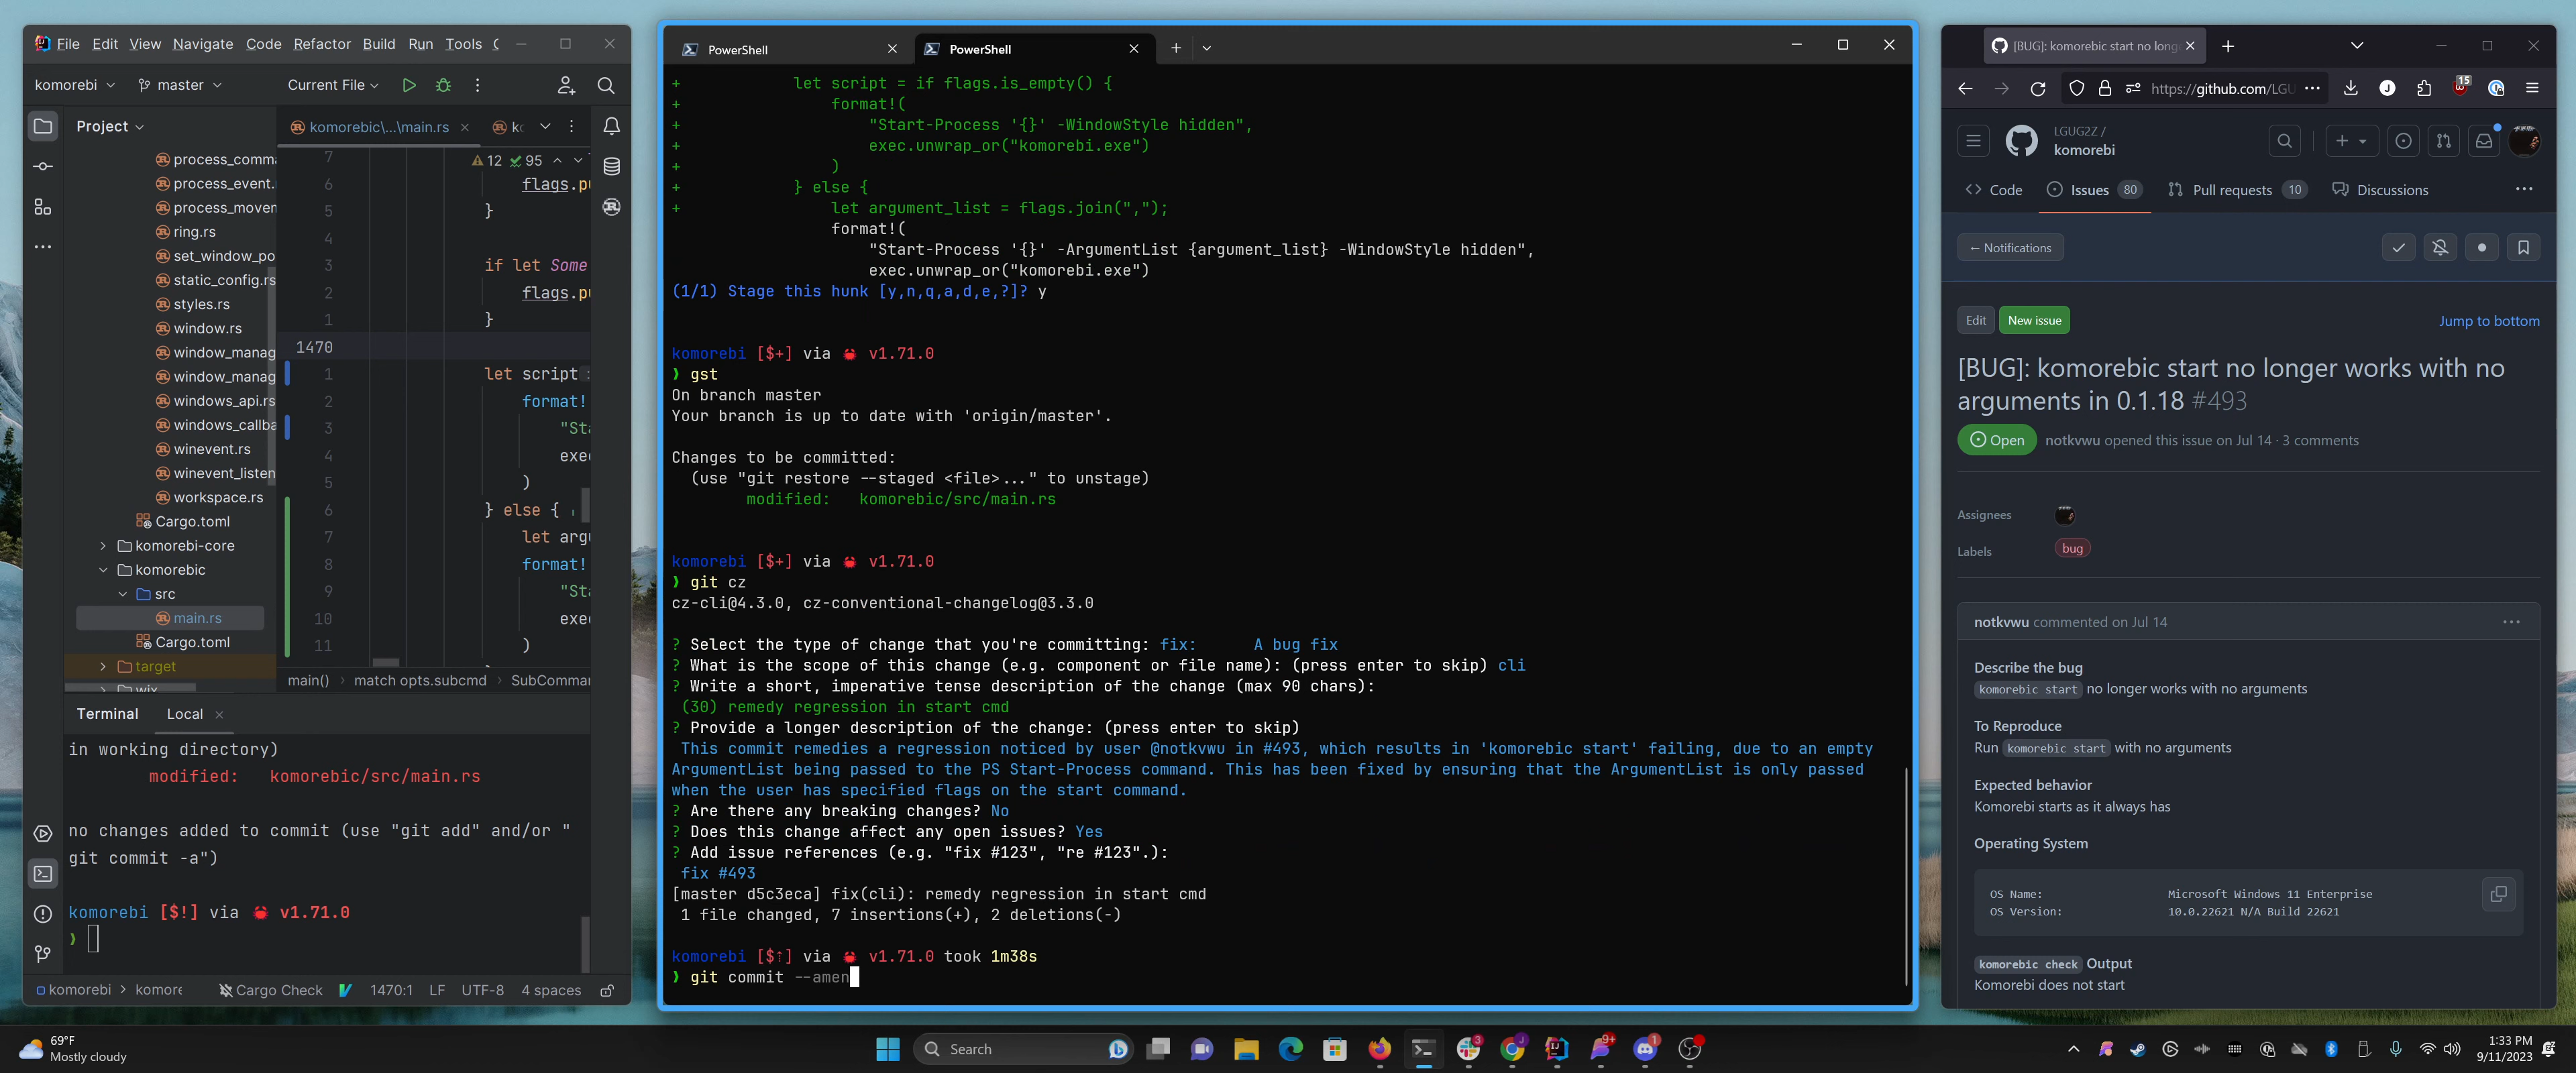 File Edit View Navigate Code Refactor Build Run Tools
komorebi master Current File
Project
komorebic\...\main.rs
process_comma
process_event.
process_movem
ring.rs
set_window_po
static_config.rs
styles.rs
window.rs
window_manag
window_manag
windows_api.rs
windows_callba
winevent.rs
winevent_listen
workspace.rs
Cargo.toml
komorebi-core
komorebic
src
main.rs
Cargo.toml
target
wix
12 95
7
6 flags.pu
5 }
4
3 if let Some
2 flags.pu
1 }
1470
1 let script :
2 format!
3 "Sta
4 exe
5 )
6 } else {
7 let argu
8 format!
9 "Sta
10 exe
11 )
main() › match opts.subcmd › SubComman
Terminal Local
in working directory)
modified: komorebic/src/main.rs
no changes added to commit (use "git add" and/or "
git commit -a")
komorebi [$!] via 🦀 v1.71.0
❯
komorebi › komore Cargo Check 1470:1 LF UTF-8 4 spaces
PowerShell
PowerShell
+ let script = if flags.is_empty() {
+ format!(
+ "Start-Process '{}' -WindowStyle hidden",
+ exec.unwrap_or("komorebi.exe")
+ )
+ } else {
+ let argument_list = flags.join(",");
format!(
"Start-Process '{}' -ArgumentList {argument_list} -WindowStyle hidden",
exec.unwrap_or("komorebi.exe")
(1/1) Stage this hunk [y,n,q,a,d,e,?]? y
komorebi [$+] via 🦀 v1.71.0
❯ gst
On branch master
Your branch is up to date with 'origin/master'.
Changes to be committed:
(use "git restore --staged <file>..." to unstage)
modified: komorebic/src/main.rs
komorebi [$+] via 🦀 v1.71.0
❯ git cz
cz-cli@4.3.0, cz-conventional-changelog@3.3.0
? Select the type of change that you're committing: fix: A bug fix
? What is the scope of this change (e.g. component or file name): (press enter to skip) cli
? Write a short, imperative tense description of the change (max 90 chars):
(30) remedy regression in start cmd
? Provide a longer description of the change: (press enter to skip)
This commit remedies a regression noticed by user @notkvwu in #493, which results in 'komorebic start' failing, due to an empty
ArgumentList being passed to the PS Start-Process command. This has been fixed by ensuring that the ArgumentList is only passed
when the user has specified flags on the start command.
? Are there any breaking changes? No
? Does this change affect any open issues? Yes
? Add issue references (e.g. "fix #123", "re #123".):
fix #493
[master d5c3eca] fix(cli): remedy regression in start cmd
1 file changed, 7 insertions(+), 2 deletions(-)
komorebi [$⇡] via 🦀 v1.71.0 took 1m38s
❯ git commit --amen
[BUG]: komorebic start no long
https://github.com/LGU
15
LGUG2Z /
komorebi
Code Issues 80 Pull requests 10 Discussions
← Notifications
Edit New issue Jump to bottom
[BUG]: komorebic start no longer works with no
arguments in 0.1.18 #493
Open notkvwu opened this issue on Jul 14 · 3 comments
Assignees
Labels bug
notkvwu commented on Jul 14
Describe the bug
komorebic start no longer works with no arguments
To Reproduce
Run komorebic start with no arguments
Expected behavior
Komorebi starts as it always has
Operating System
OS Name: Microsoft Windows 11 Enterprise
OS Version: 10.0.22621 N/A Build 22621
komorebic check Output
Komorebi does not start
69°F
Mostly cloudy
Search
3
9+
1
1:33 PM
9/11/2023